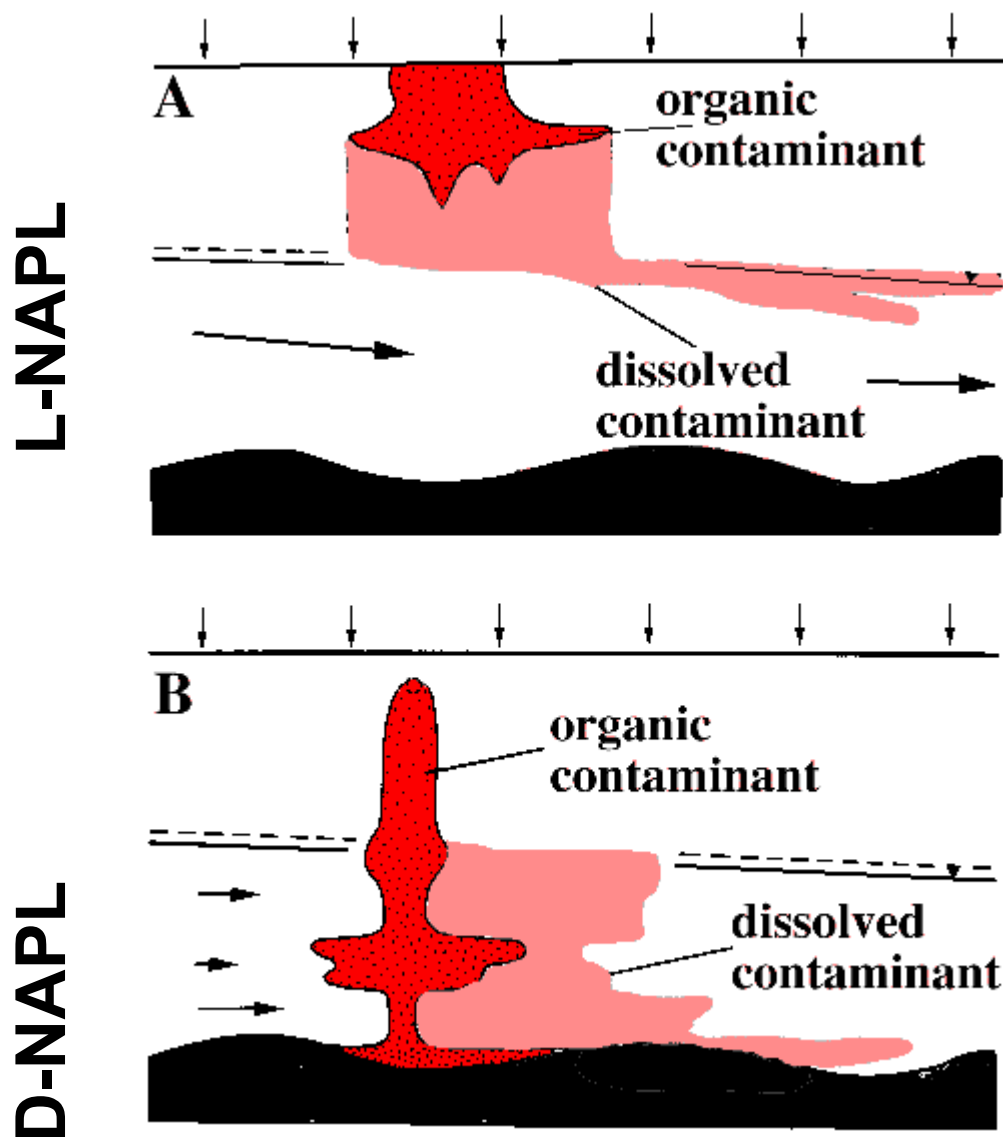 L-NAPL
A
organic
contaminant
dissolved
contaminant
D-NAPL
B
organic
contaminant
dissolved
contaminant